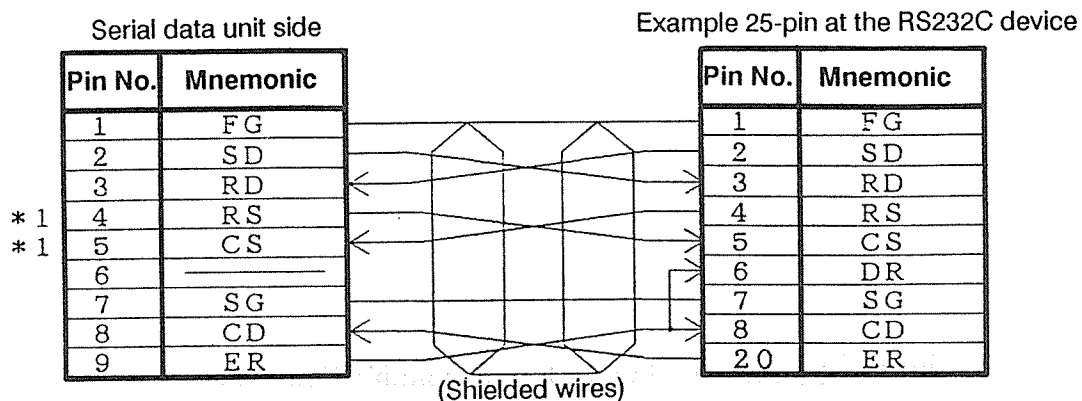 Serial data unit side
Example 25-pin at the RS232C device
Pin No. Mnemonic
1 FG
2 SD
3 RD
*1 4 RS
*1 5 CS
6
7 SG
8 CD
9 ER
Pin No. Mnemonic
1 FG
2 SD
3 RD
4 RS
5 CS
6 DR
7 SG
8 CD
20 ER
(Shielded wires)